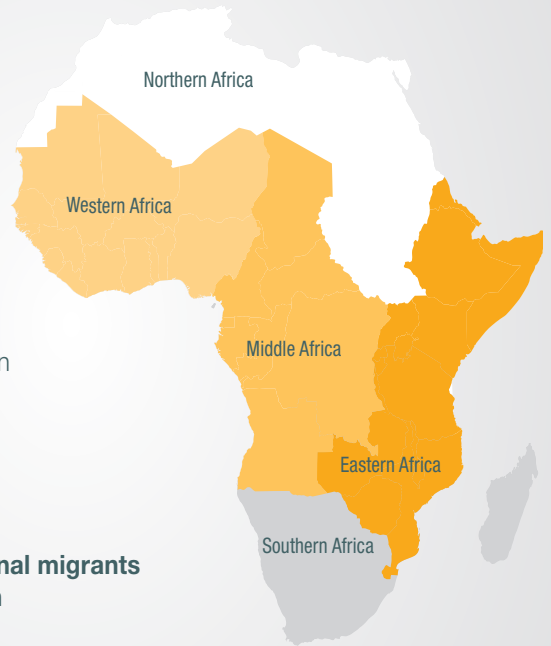 Northern Africa
Western Africa
n
Middle Africa
Eastern Africa
Southern Africa
nal migrants